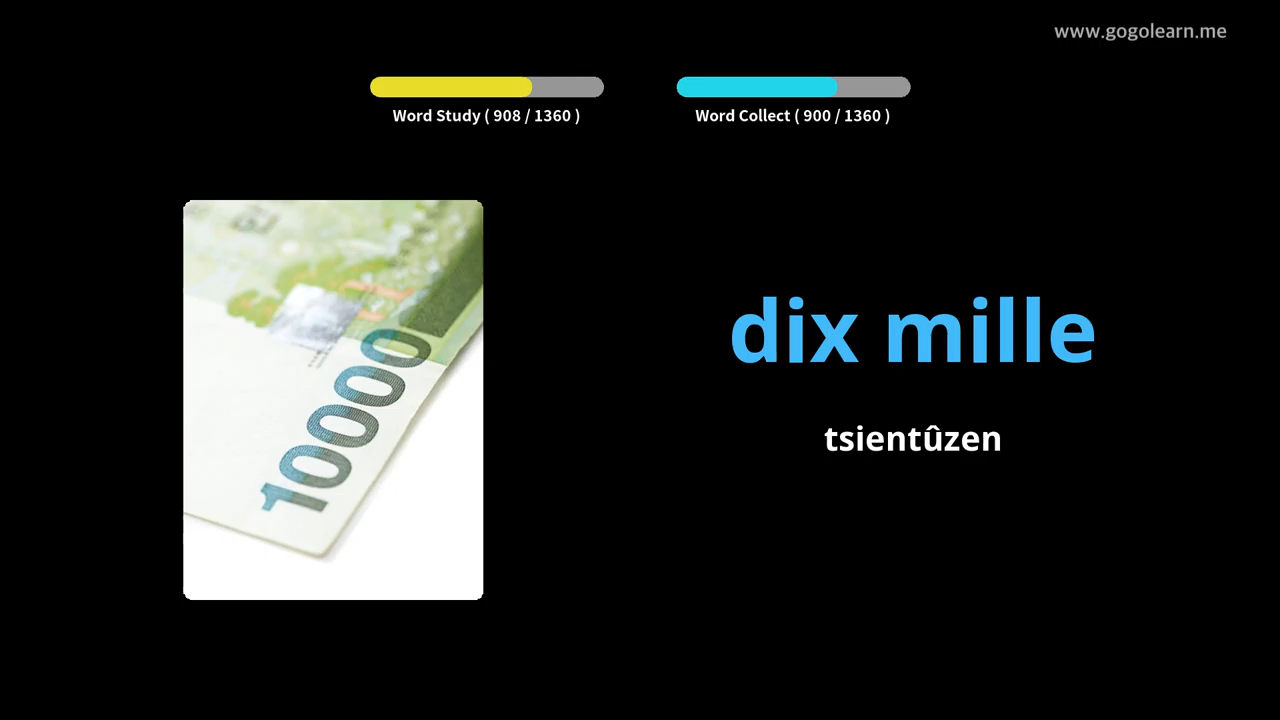 www.gogolearn.me
Word Study ( 908 / 1360 )
Word Collect ( 900 / 1360 )
10000
dix mille
tsientûzen